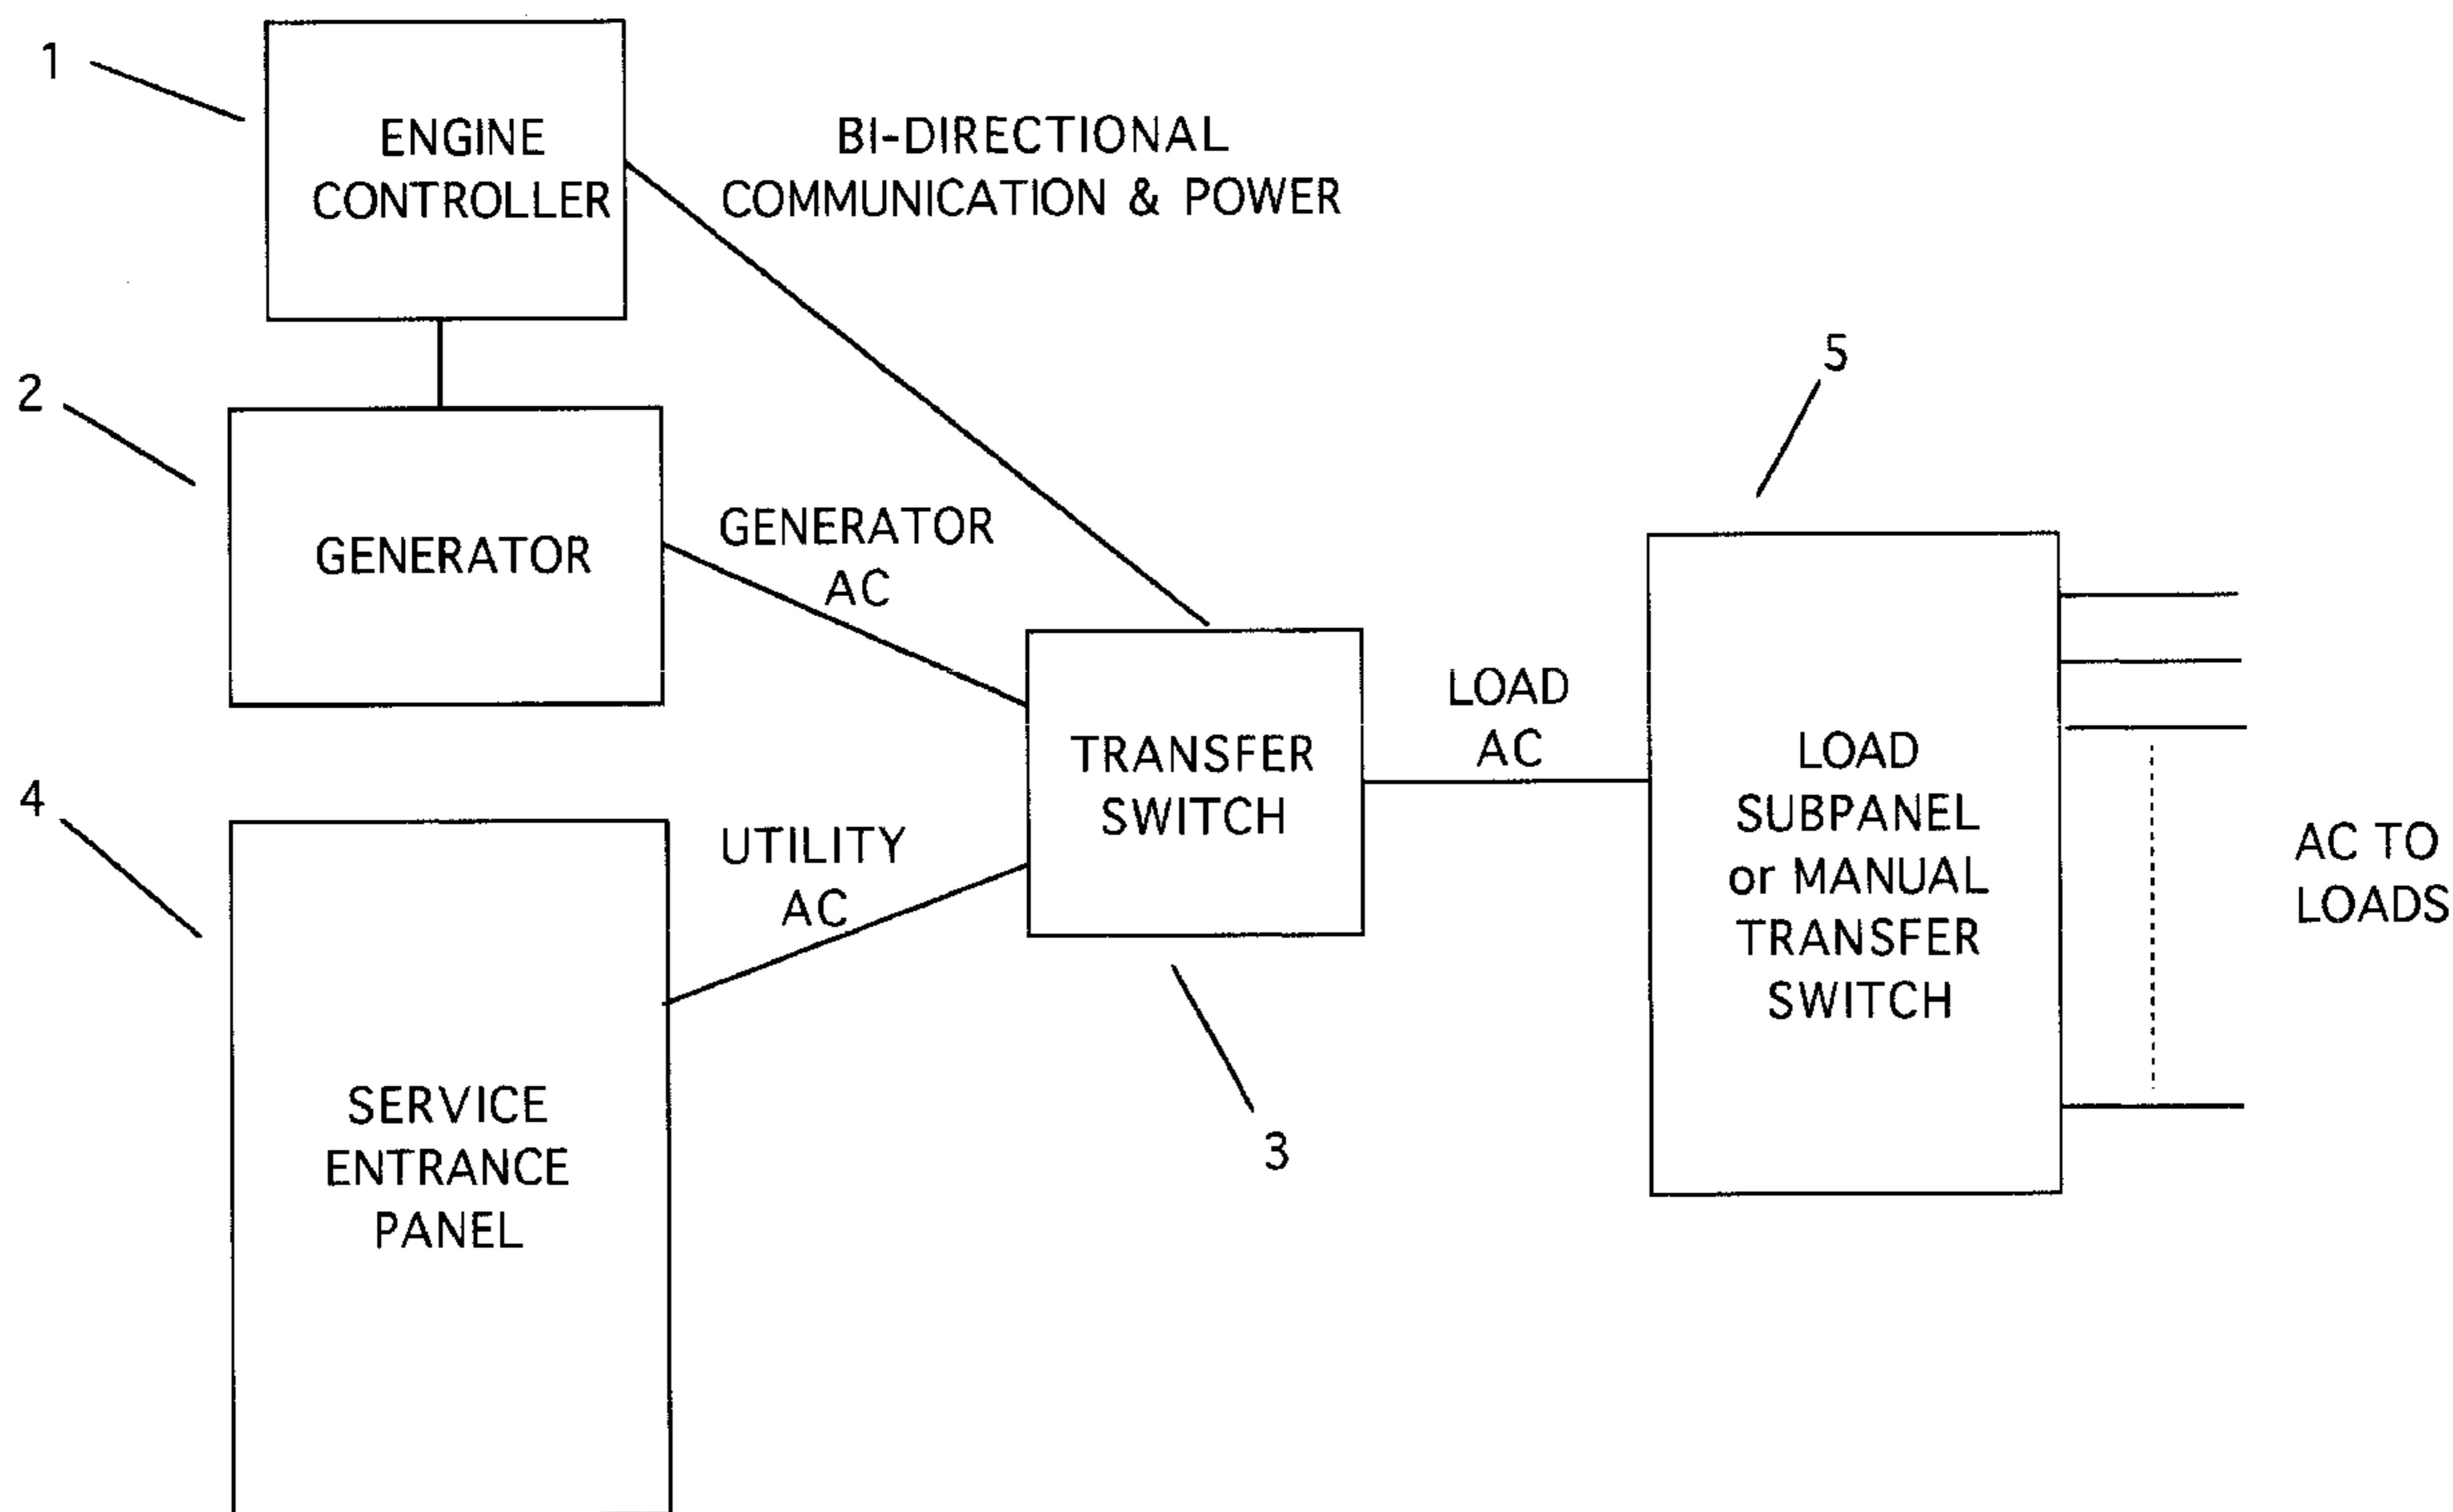 1
ENGINE
CONTROLLER
BI-DIRECTIONAL
COMMUNICATION & POWER
2
GENERATOR
GENERATOR
AC
5
4
UTILITY
AC
TRANSFER
SWITCH
3
LOAD
AC
LOAD
SUBPANEL
or MANUAL
TRANSFER
SWITCH
AC TO
LOADS
SERVICE
ENTRANCE
PANEL